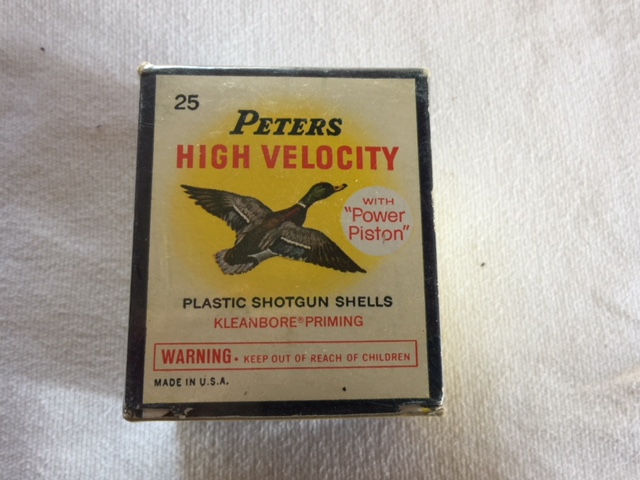 25
PETERS
HIGH VELOCITY
WITH
"Power
Piston"
PLASTIC SHOTGUN SHELLS
KLEANBORE® PRIMING
WARNING • KEEP OUT OF REACH OF CHILDREN
MADE IN U.S.A.